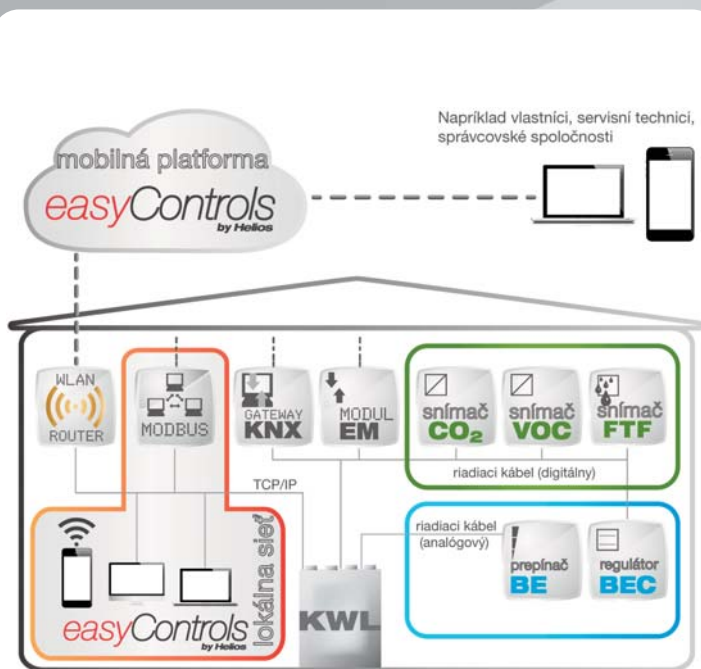 Napríklad vlastníci, servisní technici,
správcovské spoločnosti
mobilná platforma
easyControls
by Helios
WLAN
ROUTER
MODBUS
GATEWAY
KNX
MODUL
EM
snímač
CO₂
snímač
VOC
snímač
FTF
riadiaci kábel (digitálny)
TCP/IP
lokálna sieť
riadiaci kábel
(analógový)
prepínač
BE
regulátor
BEC
KWL
easyControls
by Helios